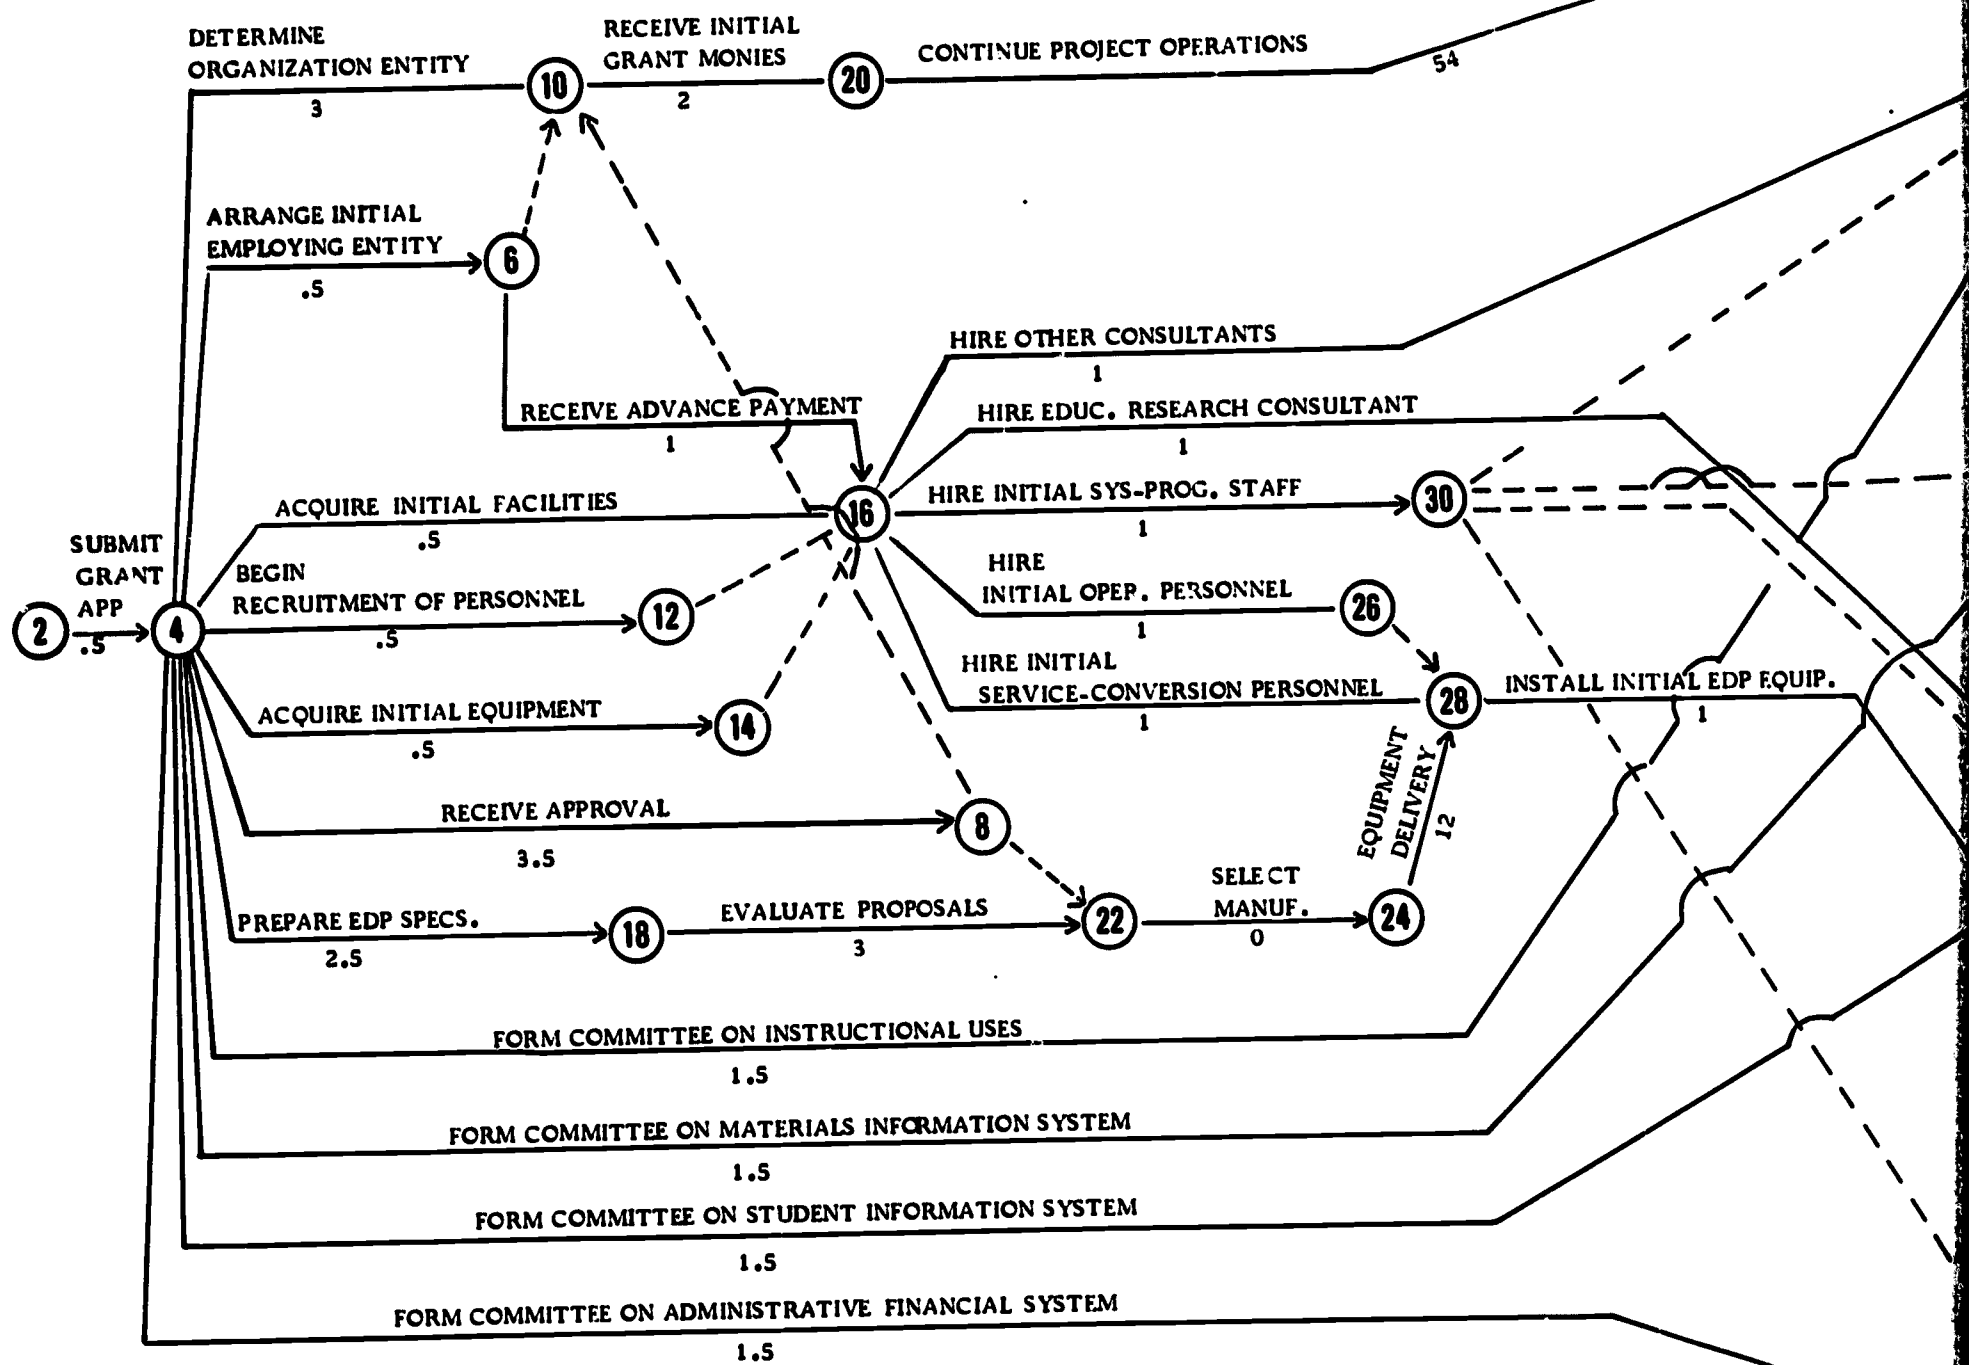 DETERMINE
ORGANIZATION ENTITY
3
10
RECEIVE INITIAL
GRANT MONIES
2
20
CONTINUE PROJECT OPERATIONS
54
ARRANGE INITIAL
EMPLOYING ENTITY
.5
6
RECEIVE ADVANCE PAYMENT
1
HIRE OTHER CONSULTANTS
1
HIRE EDUC. RESEARCH CONSULTANT
1
ACQUIRE INITIAL FACILITIES
.5
16
HIRE INITIAL SYS-PROG. STAFF
1
30
SUBMIT
GRANT
APP
.5
2
4
BEGIN
RECRUITMENT OF PERSONNEL
.5
12
HIRE
INITIAL OPER. PERSONNEL
1
26
ACQUIRE INITIAL EQUIPMENT
.5
14
HIRE INITIAL
SERVICE-CONVERSION PERSONNEL
1
28
INSTALL INITIAL EDP EQUIP.
1
RECEIVE APPROVAL
3.5
8
EQUIPMENT
DELIVERY
12
PREPARE EDP SPECS.
2.5
18
EVALUATE PROPOSALS
3
22
SELECT
MANUF.
0
24
FORM COMMITTEE ON INSTRUCTIONAL USES
1.5
FORM COMMITTEE ON MATERIALS INFORMATION SYSTEM
1.5
FORM COMMITTEE ON STUDENT INFORMATION SYSTEM
1.5
FORM COMMITTEE ON ADMINISTRATIVE FINANCIAL SYSTEM
1.5